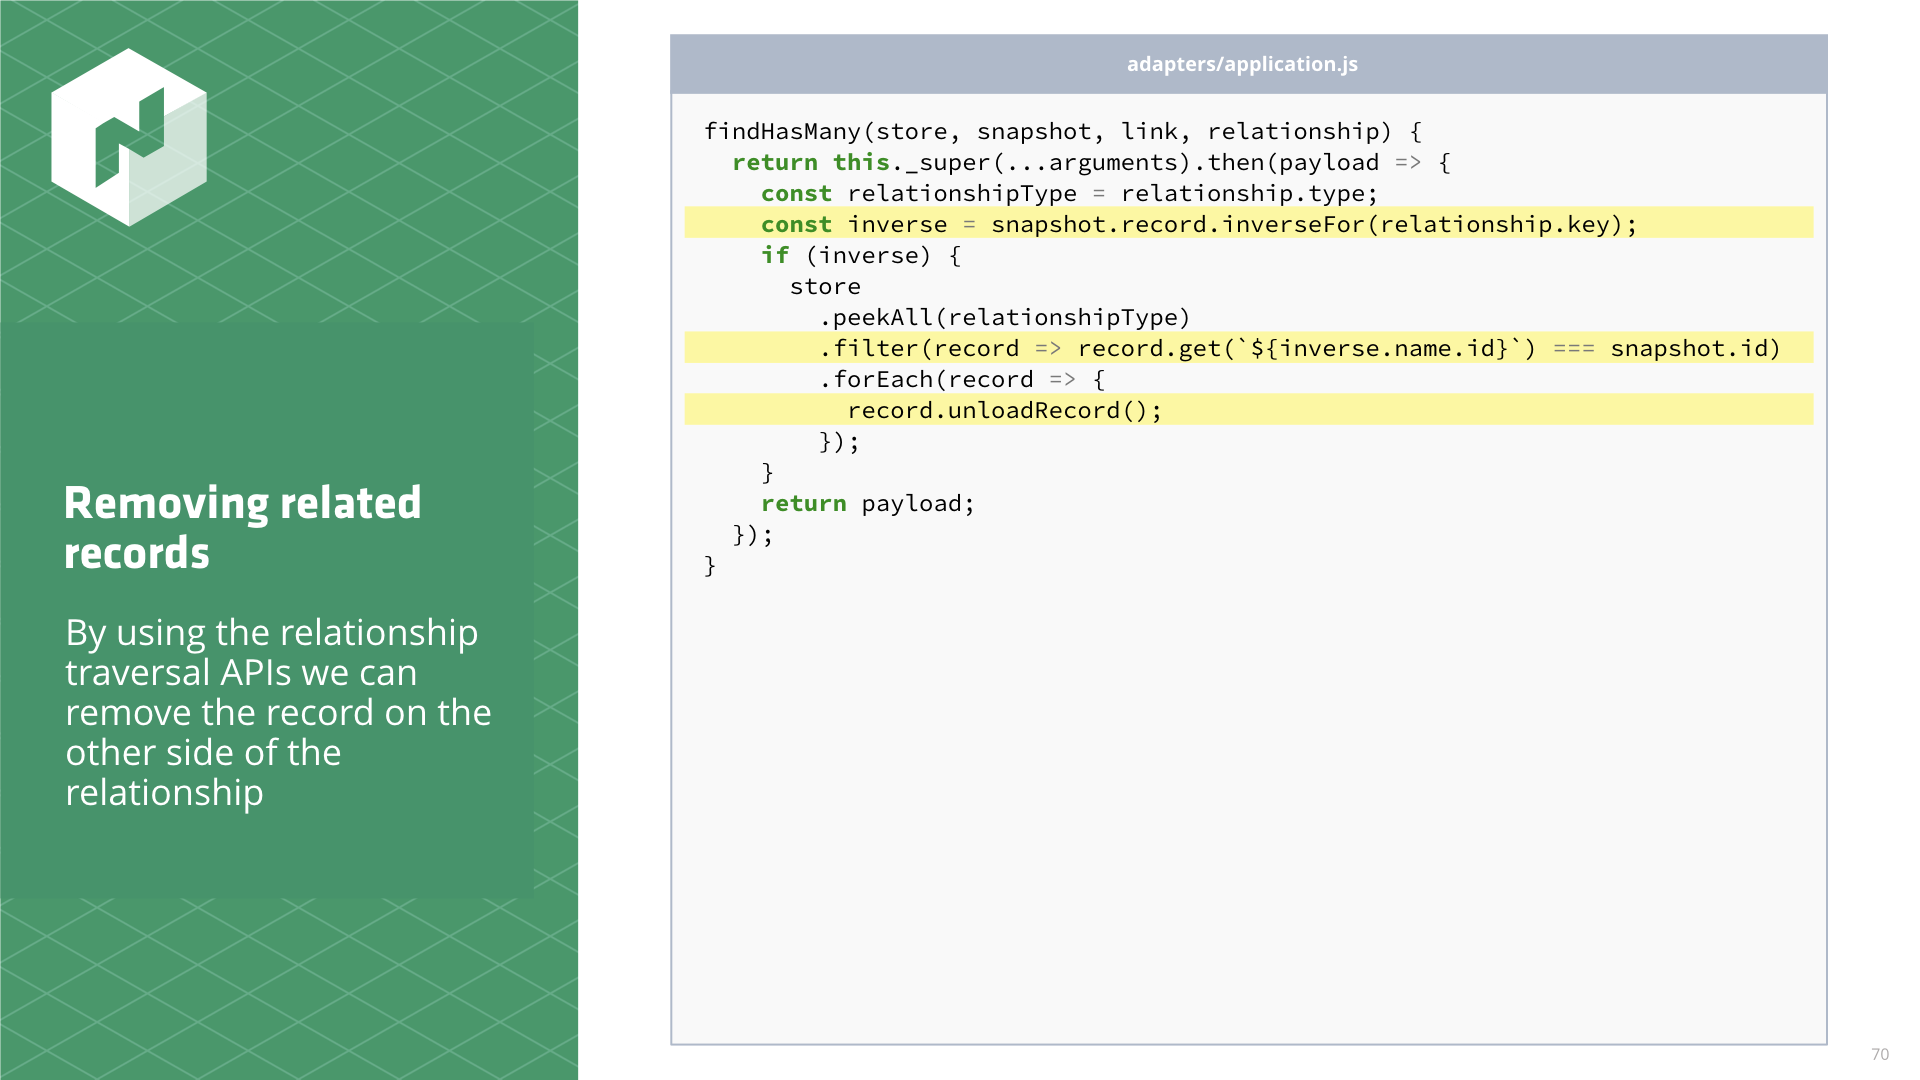 Removing related
records
By using the relationship
traversal APIs we can
remove the record on the
other side of the
relationship
adapters/application.js
findHasMany(store, snapshot, link, relationship) {
  return this._super(...arguments).then(payload => {
    const relationshipType = relationship.type;
    const inverse = snapshot.record.inverseFor(relationship.key);
    if (inverse) {
      store
        .peekAll(relationshipType)
        .filter(record => record.get(`${inverse.name.id}`) === snapshot.id)
        .forEach(record => {
          record.unloadRecord();
        });
    }
    return payload;
  });
}
70